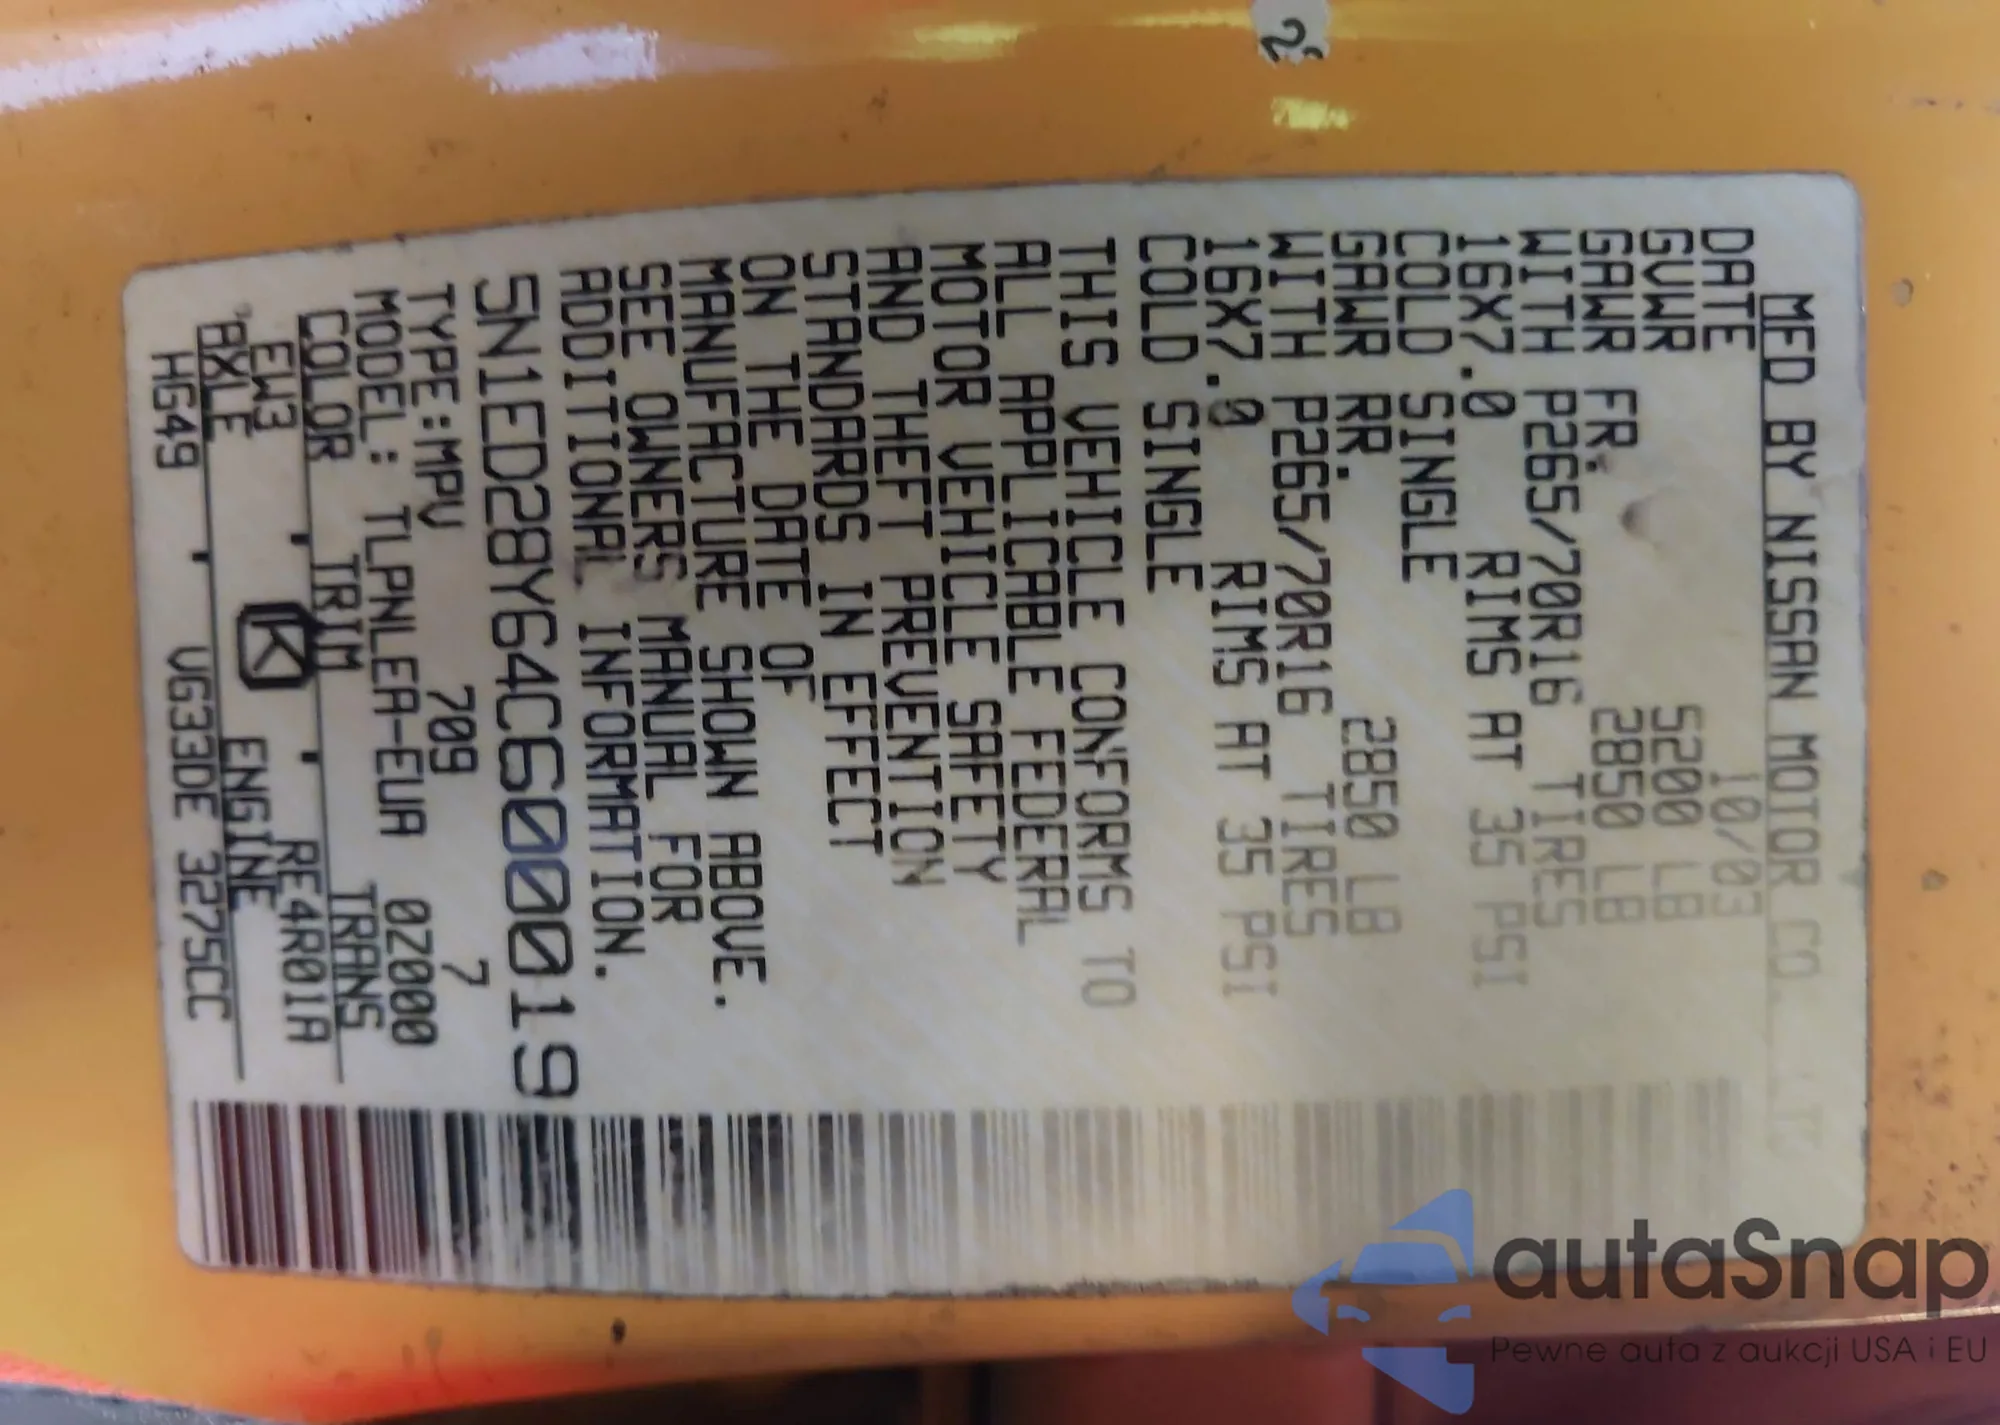 MFD BY NISSAN MOTOR CO. LTD
DATE 10/03
GVWR 5200 LB
GAWR FR. 2850 LB
WITH P265/70R16 TIRES
16X7.0 RIMS AT 35 PSI
COLD SINGLE
GAWR RR. 2850 LB
WITH P265/70R16 TIRES
16X7.0 RIMS AT 35 PSI
COLD SINGLE
THIS VEHICLE CONFORMS TO
ALL APPLICABLE FEDERAL
MOTOR VEHICLE SAFETY
AND THEFT PREVENTION
STANDARDS IN EFFECT
ON THE DATE OF
MANUFACTURE SHOWN ABOVE.
SEE OWNERS MANUAL FOR
ADDITIONAL INFORMATION.
5N1ED28Y64C600019
TYPE:MPV 709 7
MODEL: TLPNLEA-EUA 0Z000
COLOR TRIM TRANS
EW3 K RE4R01A
AXLE ENGINE
HG49 VG33DE 3275CC
autaSnap
Pewne auta z aukcji USA i EU